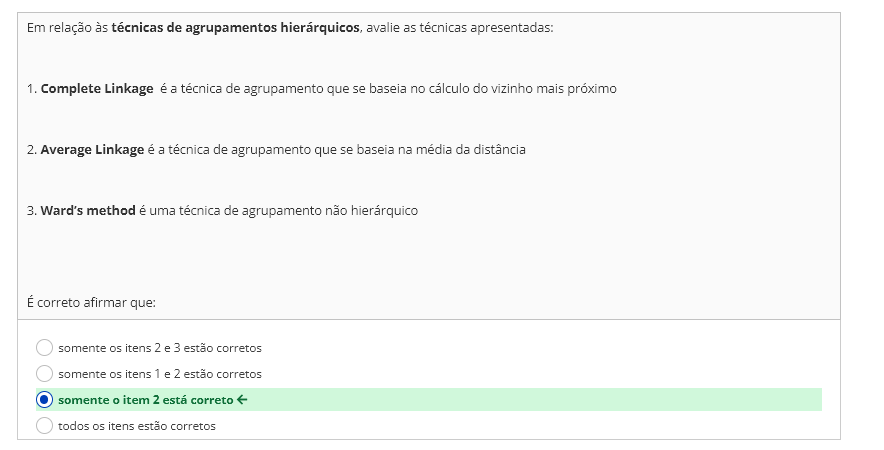 Em relação às técnicas de agrupamentos hierárquicos, avalie as técnicas apresentadas:
1. Complete Linkage é a técnica de agrupamento que se baseia no cálculo do vizinho mais próximo
2. Average Linkage é a técnica de agrupamento que se baseia na média da distância
3. Ward's method é uma técnica de agrupamento não hierárquico
É correto afirmar que:
somente os itens 2 e 3 estão corretos
somente os itens 1 e 2 estão corretos
somente o item 2 está correto ←
todos os itens estão corretos